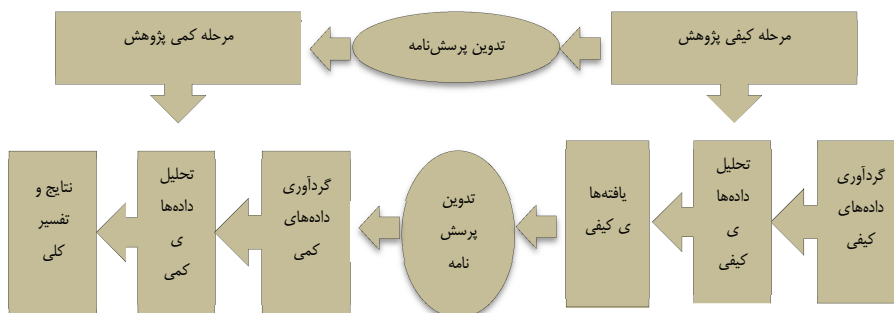 مرحله کیفی پژوهش
تدوین پرسش‌نامه
مرحله کمی پژوهش
گردآوری
داده‌های
کیفی
تحلیل
داده‌ها
ی
کیفی
یافته‌ها
ی کیفی
تدوین
پرسش
نامه
گردآوری
داده‌های
کمی
تحلیل
داده‌ها
ی
کمی
نتایج و
تفسیر
کلی